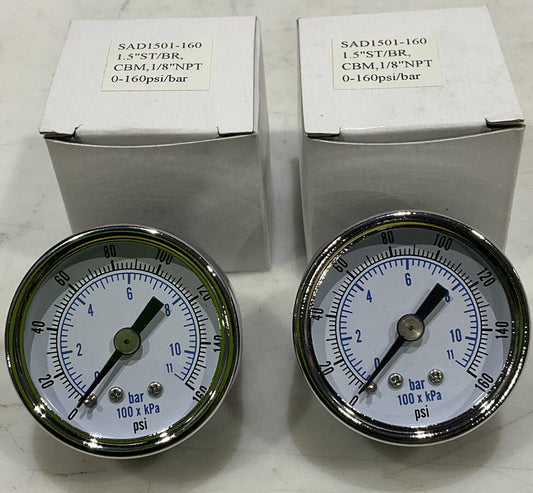 SAD1501-160
1.5"ST/BR,
CBM,1/8"NPT
0-160psi/bar
SAD1501-160
1.5"ST/BR,
CBM,1/8"NPT
0-160psi/bar
0 20 40 60 80 100 120 140 160
0 2 4 6 8 10 11
bar
100 x kPa
psi
0 20 40 60 80 100 120 140 160
0 2 4 6 8 10 11
bar
100 x kPa
psi